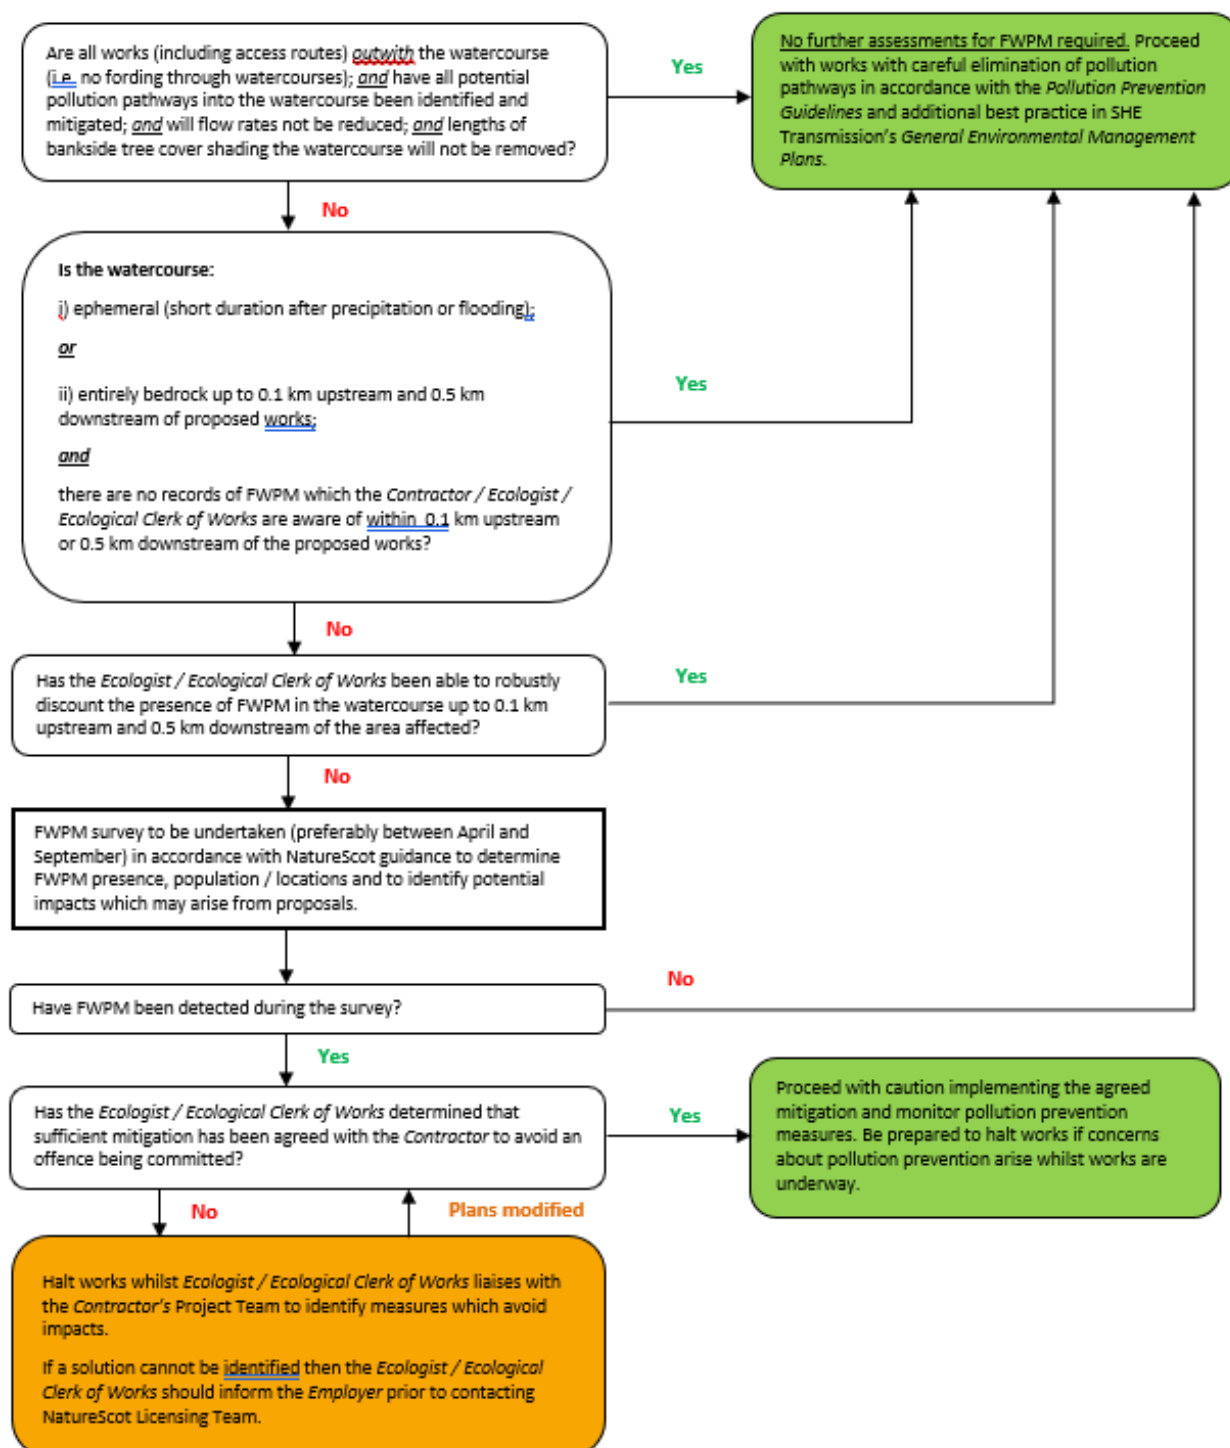 Are all works (including access routes) outwith the watercourse
(i.e. no fording through watercourses); and have all potential
pollution pathways into the watercourse been identified and
mitigated; and will flow rates not be reduced; and lengths of
bankside tree cover shading the watercourse will not be removed?
Yes
No further assessments for FWPM required. Proceed
with works with careful elimination of pollution
pathways in accordance with the Pollution Prevention
Guidelines and additional best practice in SHE
Transmission's General Environmental Management
Plans.
No
Is the watercourse:
i) ephemeral (short duration after precipitation or flooding);
or
ii) entirely bedrock up to 0.1 km upstream and 0.5 km
downstream of proposed works;
and
there are no records of FWPM which the Contractor / Ecologist /
Ecological Clerk of Works are aware of within 0.1 km upstream
or 0.5 km downstream of the proposed works?
Yes
No
Has the Ecologist / Ecological Clerk of Works been able to robustly
discount the presence of FWPM in the watercourse up to 0.1 km
upstream and 0.5 km downstream of the area affected?
Yes
No
FWPM survey to be undertaken (preferably between April and
September) in accordance with NatureScot guidance to determine
FWPM presence, population / locations and to identify potential
impacts which may arise from proposals.
Have FWPM been detected during the survey?
No
Yes
Has the Ecologist / Ecological Clerk of Works determined that
sufficient mitigation has been agreed with the Contractor to avoid an
offence being committed?
Yes
Proceed with caution implementing the agreed
mitigation and monitor pollution prevention
measures. Be prepared to halt works if concerns
about pollution prevention arise whilst works are
underway.
No
Plans modified
Halt works whilst Ecologist / Ecological Clerk of Works liaises with
the Contractor's Project Team to identify measures which avoid
impacts.
If a solution cannot be identified then the Ecologist / Ecological
Clerk of Works should inform the Employer prior to contacting
NatureScot Licensing Team.